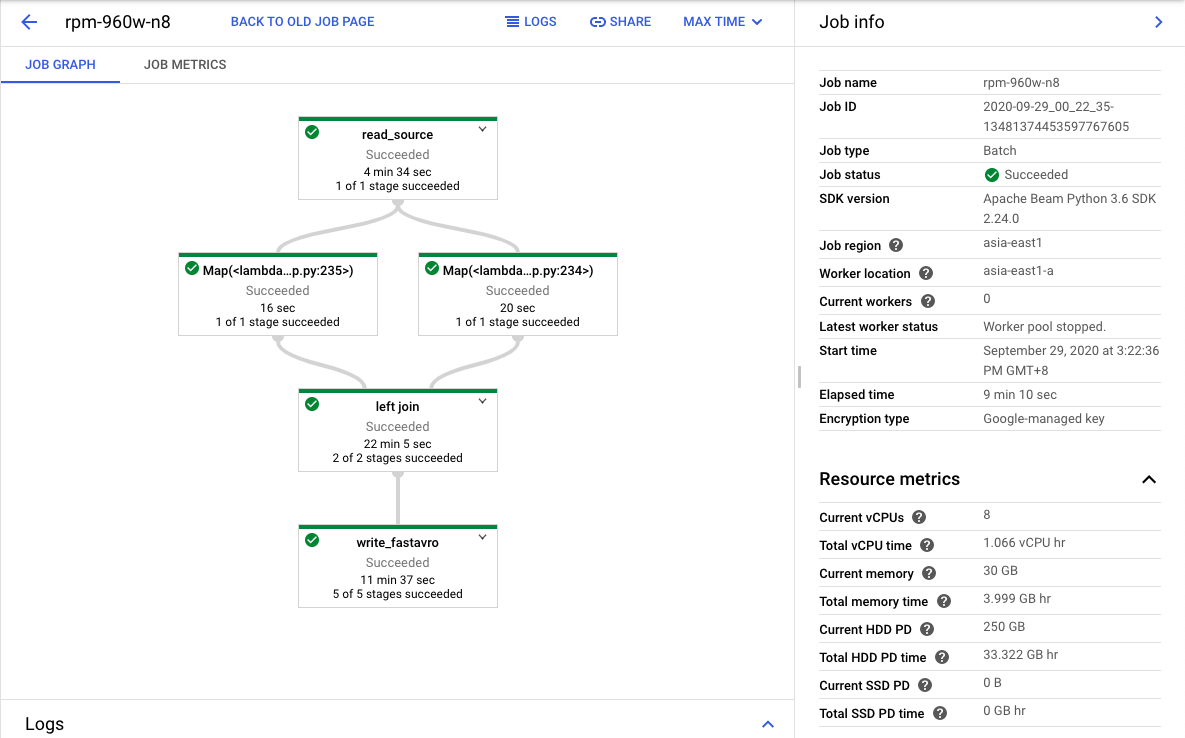 rpm-960w-n8
BACK TO OLD JOB PAGE
LOGS
SHARE
MAX TIME
JOB GRAPH
JOB METRICS
read_source
Succeeded
4 min 34 sec
1 of 1 stage succeeded
Map(<lambda...p.py:235>)
Succeeded
16 sec
1 of 1 stage succeeded
Map(<lambda...p.py:234>)
Succeeded
20 sec
1 of 1 stage succeeded
left join
Succeeded
22 min 5 sec
2 of 2 stages succeeded
write_fastavro
Succeeded
11 min 37 sec
5 of 5 stages succeeded
Logs
Job info
Job name rpm-960w-n8
Job ID 2020-09-29_00_22_35-
13481374453597767605
Job type Batch
Job status Succeeded
SDK version Apache Beam Python 3.6 SDK
2.24.0
Job region ? asia-east1
Worker location ? asia-east1-a
Current workers ? 0
Latest worker status Worker pool stopped.
Start time September 29, 2020 at 3:22:36
PM GMT+8
Elapsed time 9 min 10 sec
Encryption type Google-managed key
Resource metrics
Current vCPUs ? 8
Total vCPU time ? 1.066 vCPU hr
Current memory ? 30 GB
Total memory time ? 3.999 GB hr
Current HDD PD ? 250 GB
Total HDD PD time ? 33.322 GB hr
Current SSD PD ? 0 B
Total SSD PD time ? 0 GB hr